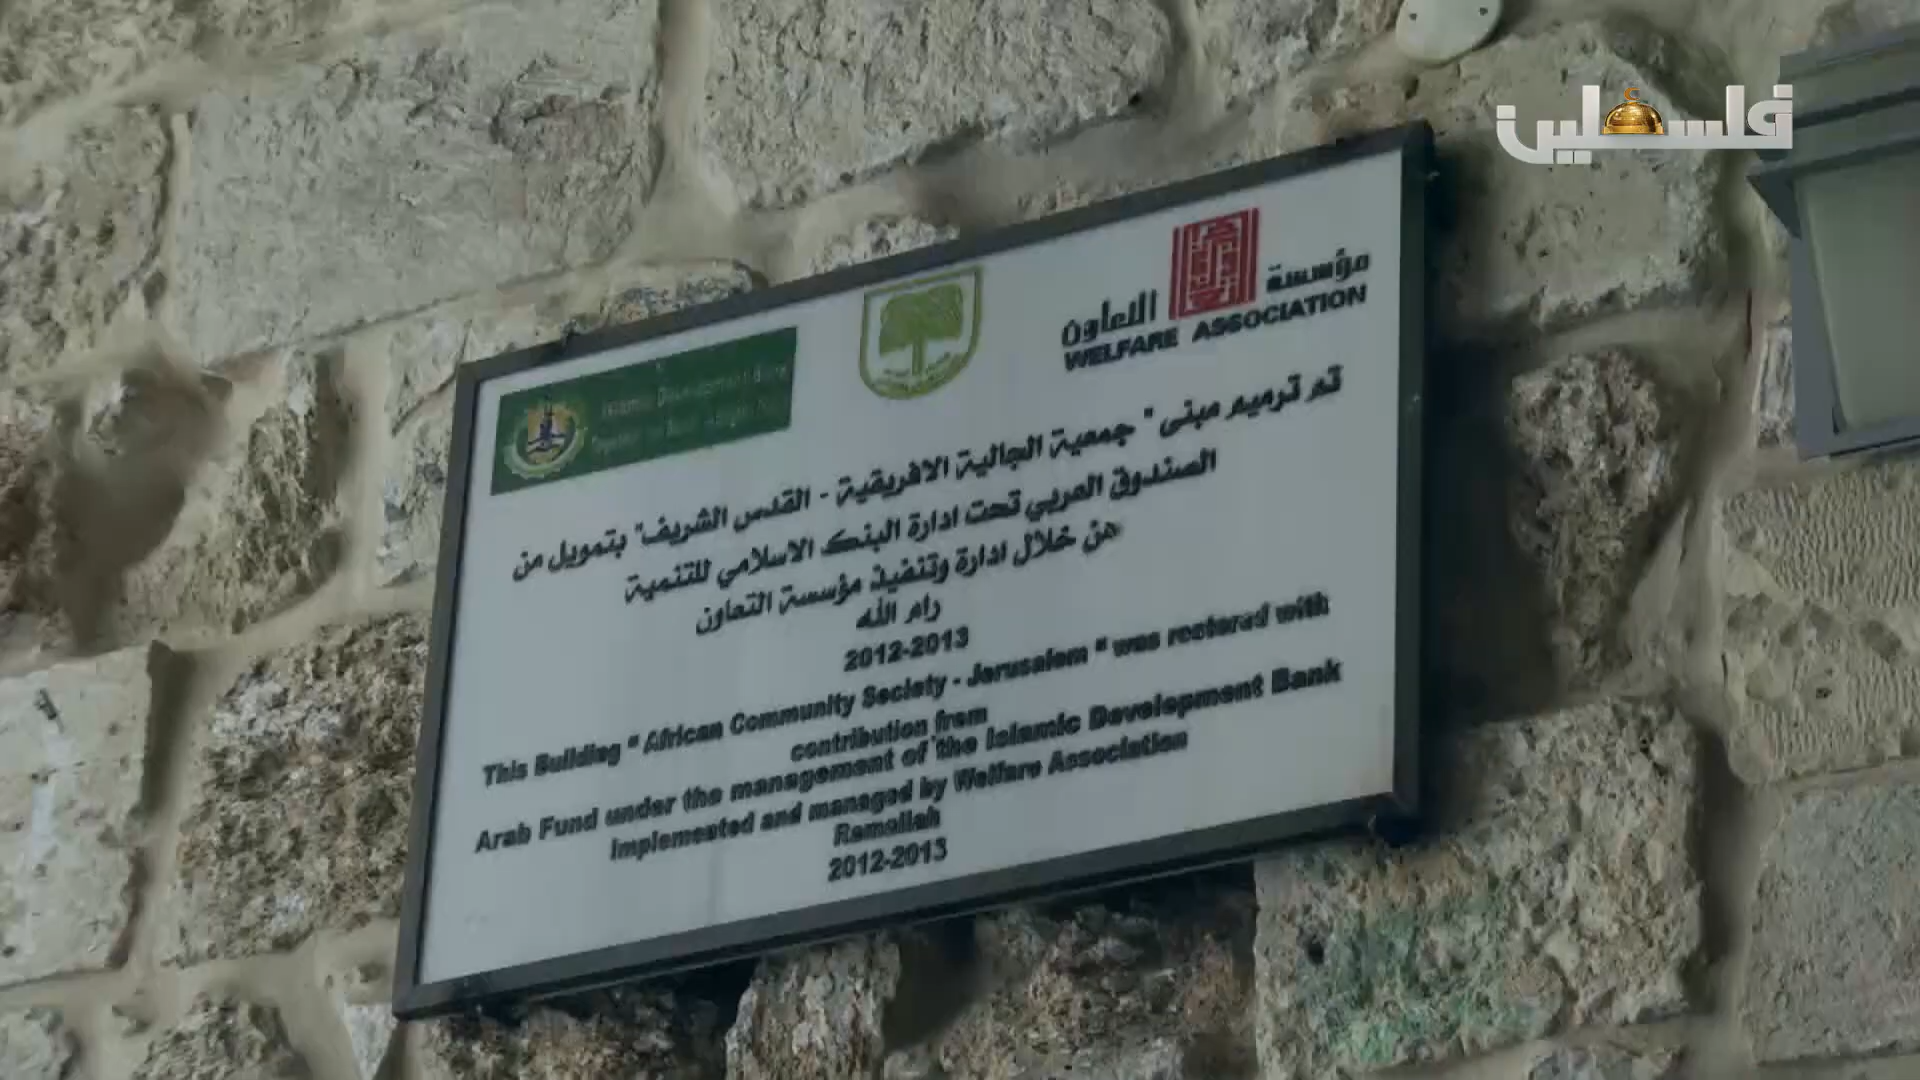 فلسطين
مؤسسة التعاون
WELFARE ASSOCIATION
Islamic Development Bank
تم ترميم مبنى " جمعية الجالية الافريقية - القدس الشريف" بتمويل من
الصندوق العربي تحت ادارة البنك الاسلامي للتنمية
من خلال ادارة وتنفيذ مؤسسة التعاون
رام الله
2012-2013
This Building " African Community Society - Jerusalem " was restored with
contribution from
Arab Fund under the management of the Islamic Development Bank
Implemented and managed by Welfare Association
Ramallah
2012-2013